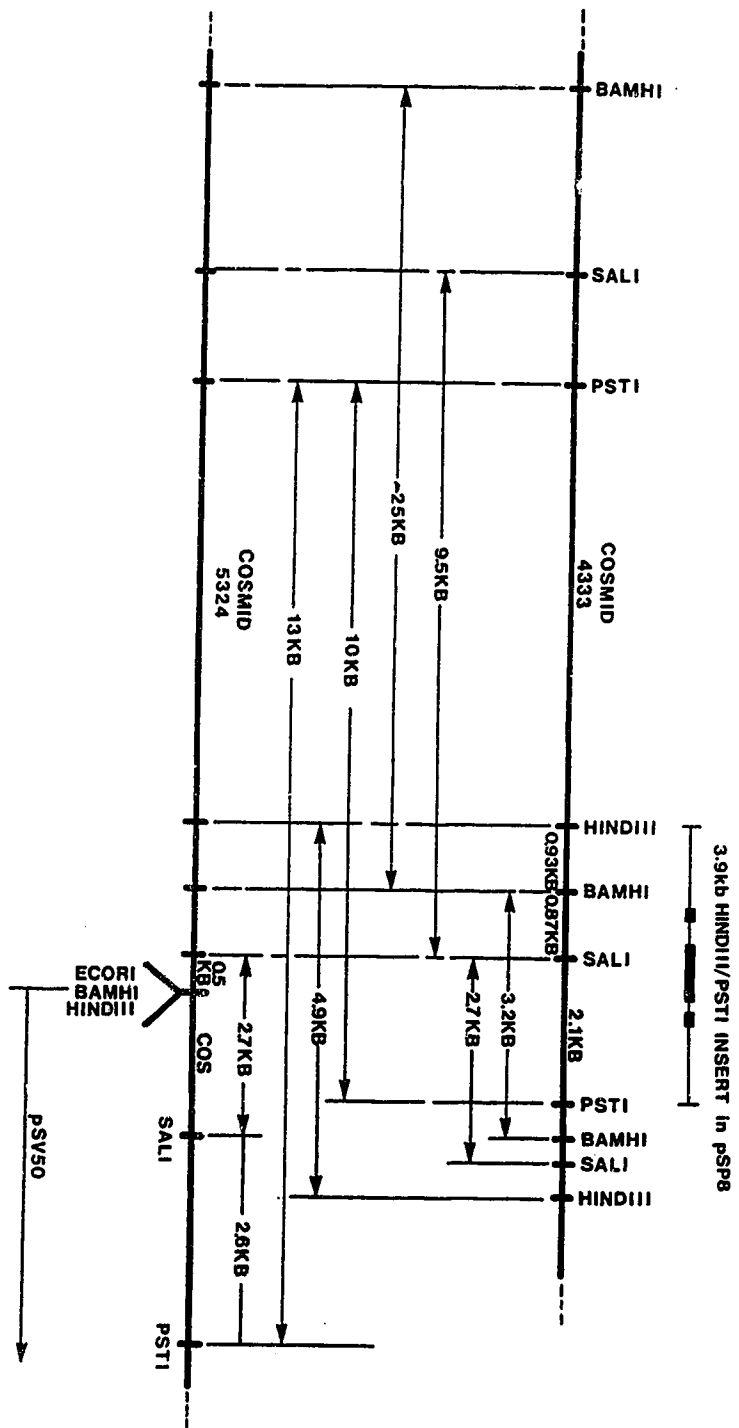 BAMHI
SALI
PSTI
COSMID
4333
~25KB
9.5KB
COSMID
5324
13KB
10KB
HINDIII
0.93KB
BAMHI
0.87KB
SALI
3.9kb HINDIII/PSTI INSERT in pSP8
0.5
KB
ECORI
BAMHI
HINDIII
4.9KB
2.7KB
3.2KB
2.1KB
2.7KB
COS
PSTI
BAMHI
SALI
HINDIII
SALI
pSV50
2.6KB
PSTI